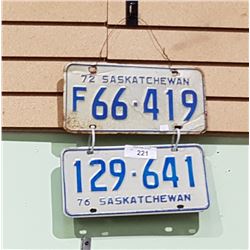 72 SASKATCHEWAN
F66·419
221
129·641
76 SASKATCHEWAN